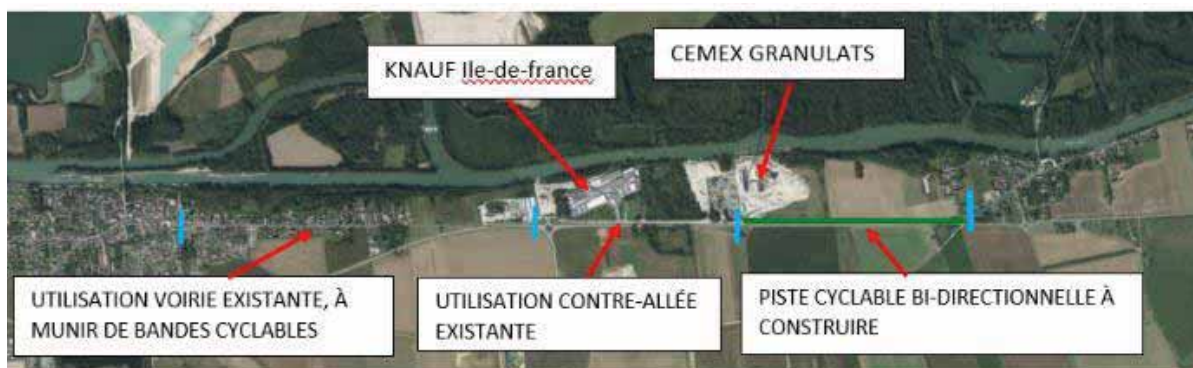 KNAUF Ile-de-france
CEMEX GRANULATS
UTILISATION VOIRIE EXISTANTE, À
MUNIR DE BANDES CYCLABLES
UTILISATION CONTRE-ALLÉE
EXISTANTE
PISTE CYCLABLE BI-DIRECTIONNELLE À
CONSTRUIRE